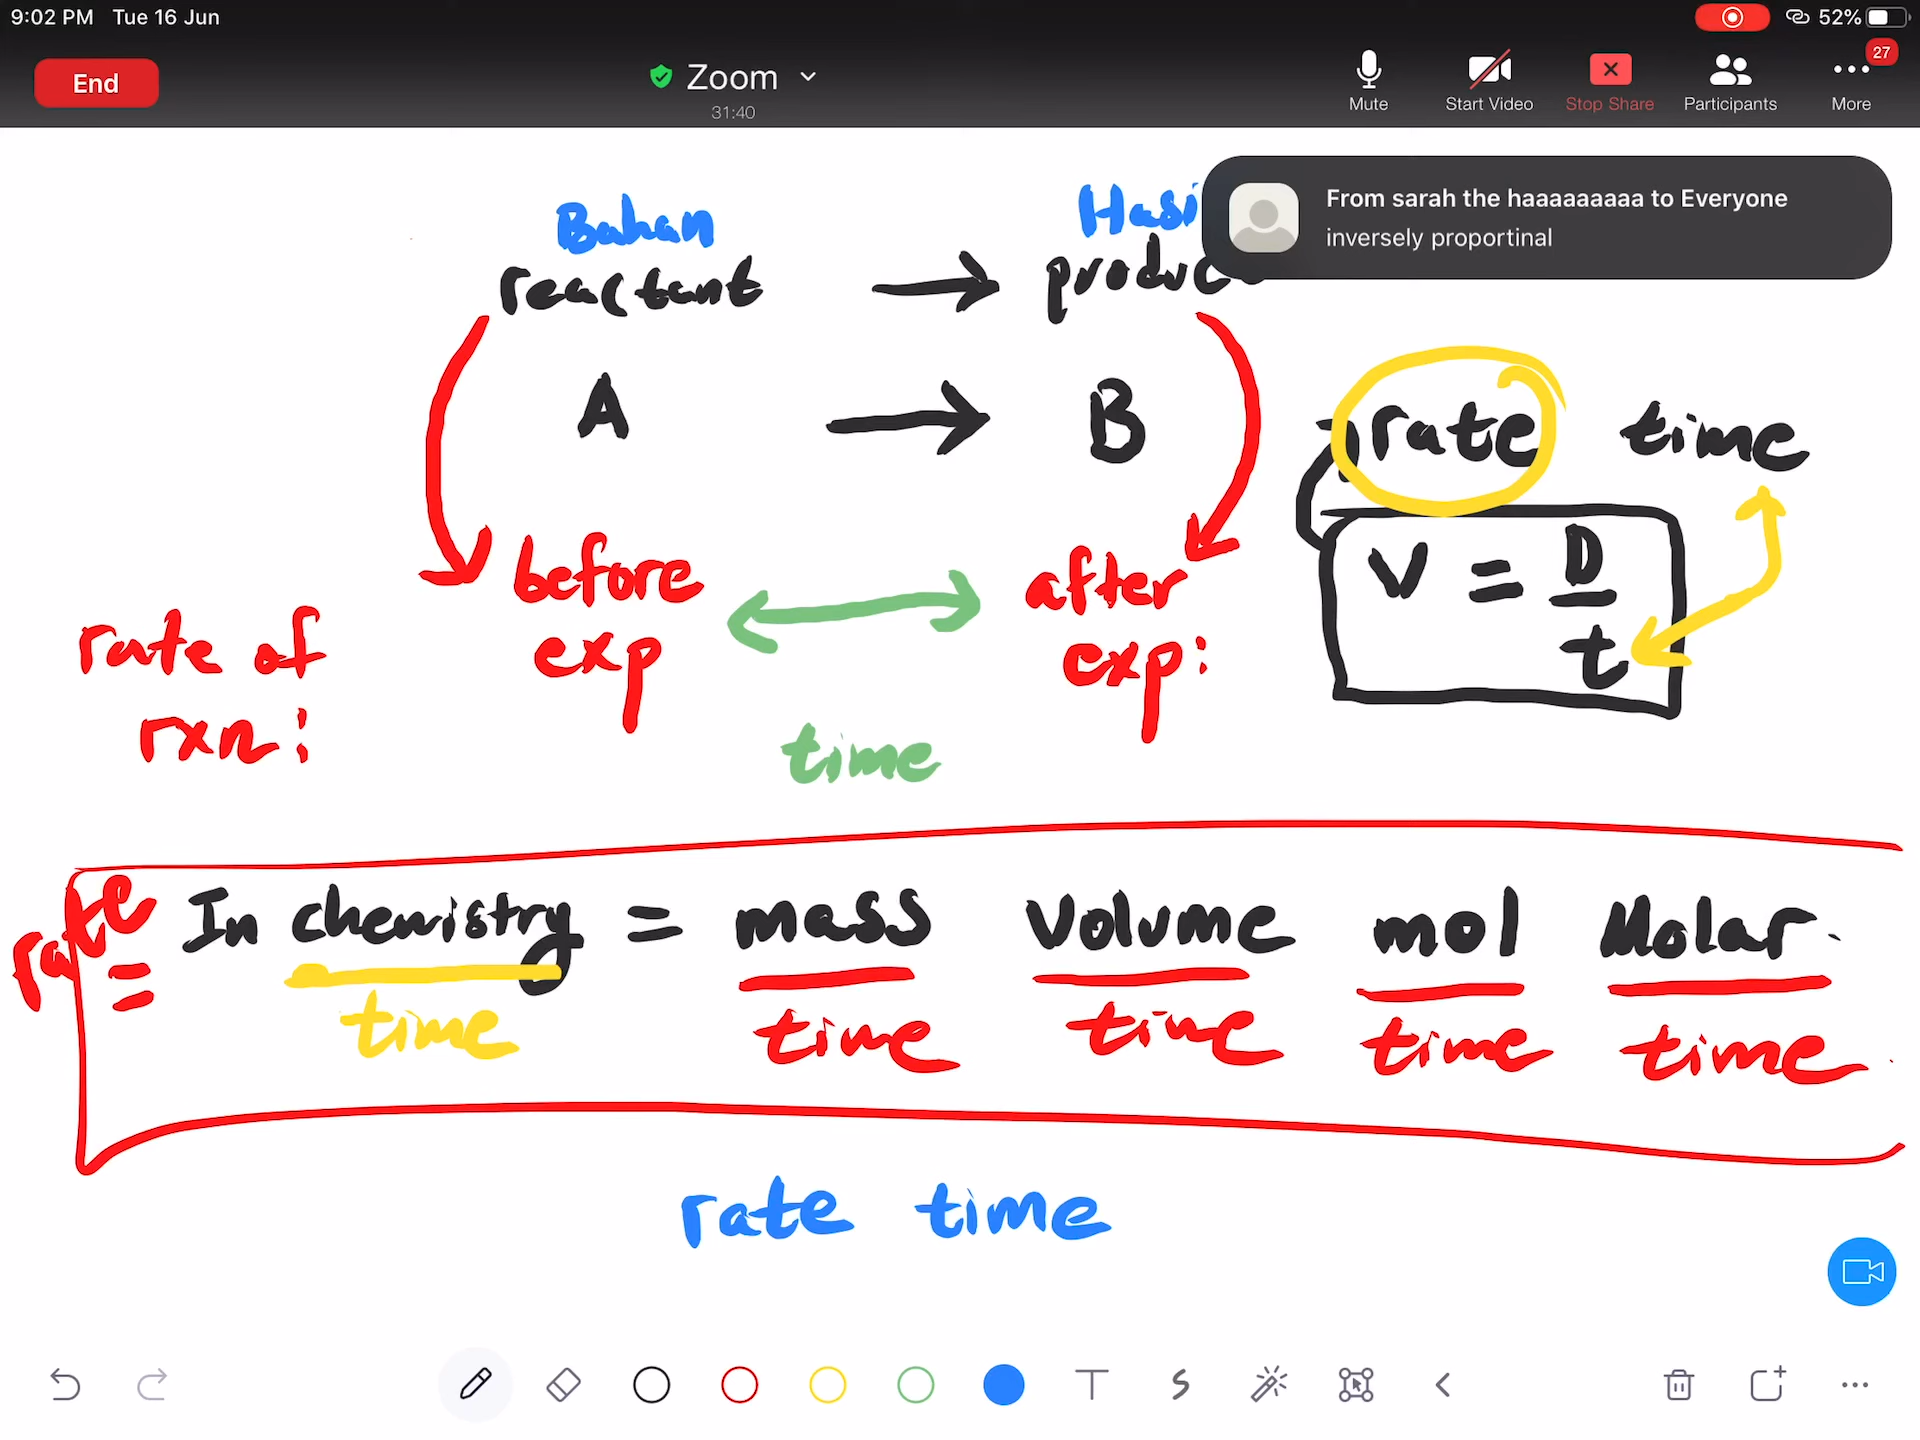 9:02 PM Tue 16 Jun
52%
End
Zoom
31:40
Mute
Start Video
Stop Share
Participants
27
More
From sarah the haaaaaaaaa to Everyone
inversely proportinal
Bahan
Hasi
reactant → produc
A → B
rate time
V = D
t
before
exp
after
exp:
rate of
rxn:
time
rate
=
In chemistry = mass Volume mol Molar.
time time time time time
rate time
T